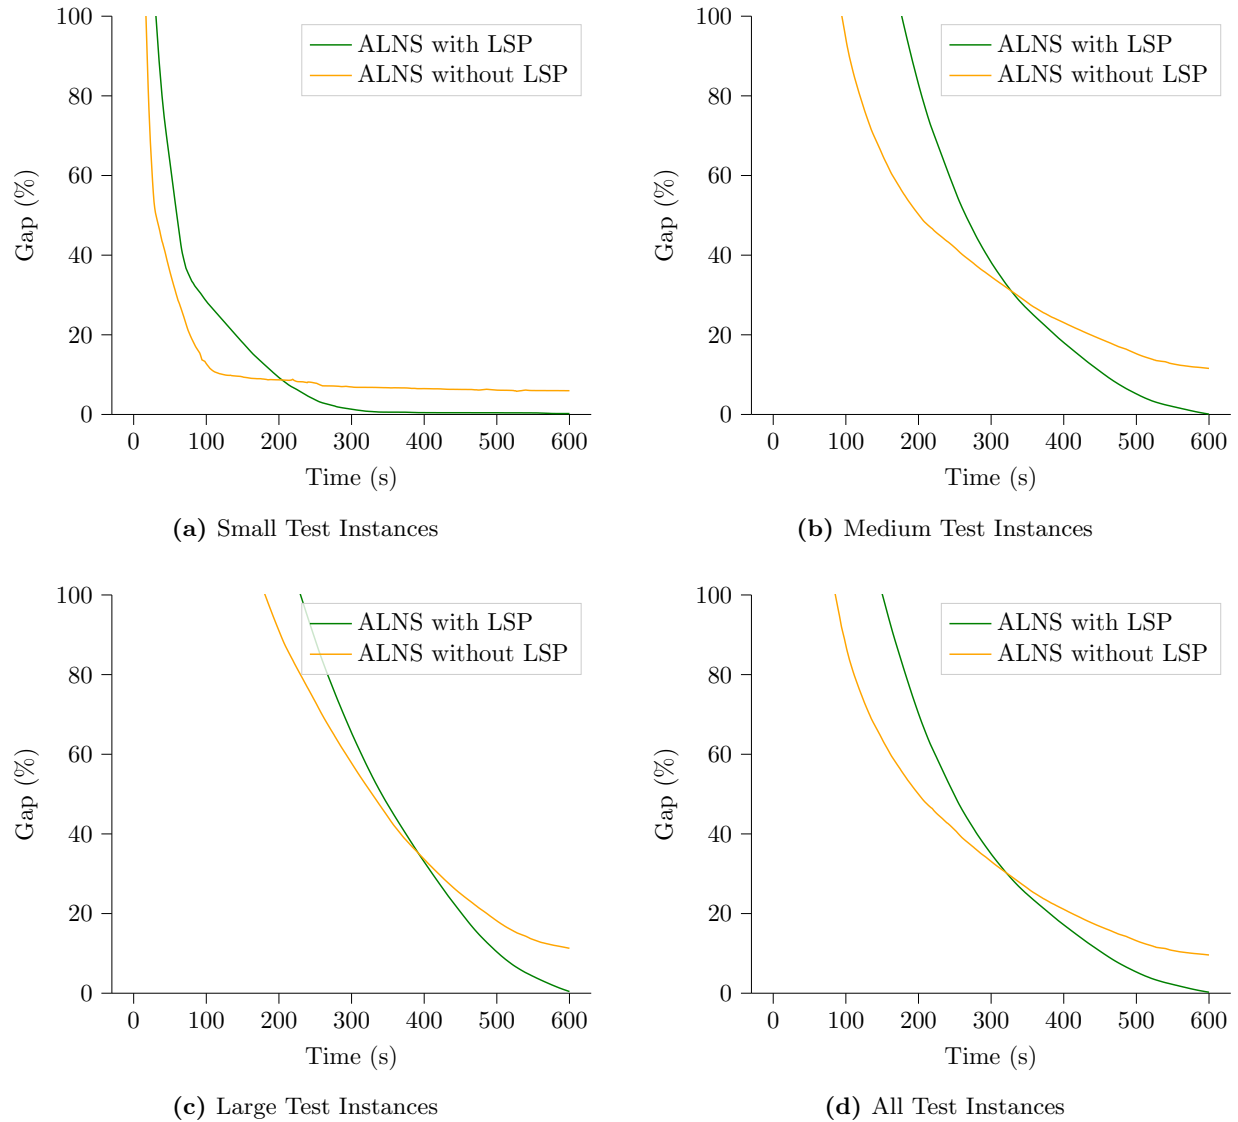 100
80
60
40
20
0
Gap (%)
ALNS with LSP
ALNS without LSP
0 100 200 300 400 500 600
Time (s)
(a) Small Test Instances
100
80
60
40
20
0
Gap (%)
ALNS with LSP
ALNS without LSP
0 100 200 300 400 500 600
Time (s)
(b) Medium Test Instances
100
80
60
40
20
0
Gap (%)
ALNS with LSP
ALNS without LSP
0 100 200 300 400 500 600
Time (s)
(c) Large Test Instances
100
80
60
40
20
0
Gap (%)
ALNS with LSP
ALNS without LSP
0 100 200 300 400 500 600
Time (s)
(d) All Test Instances